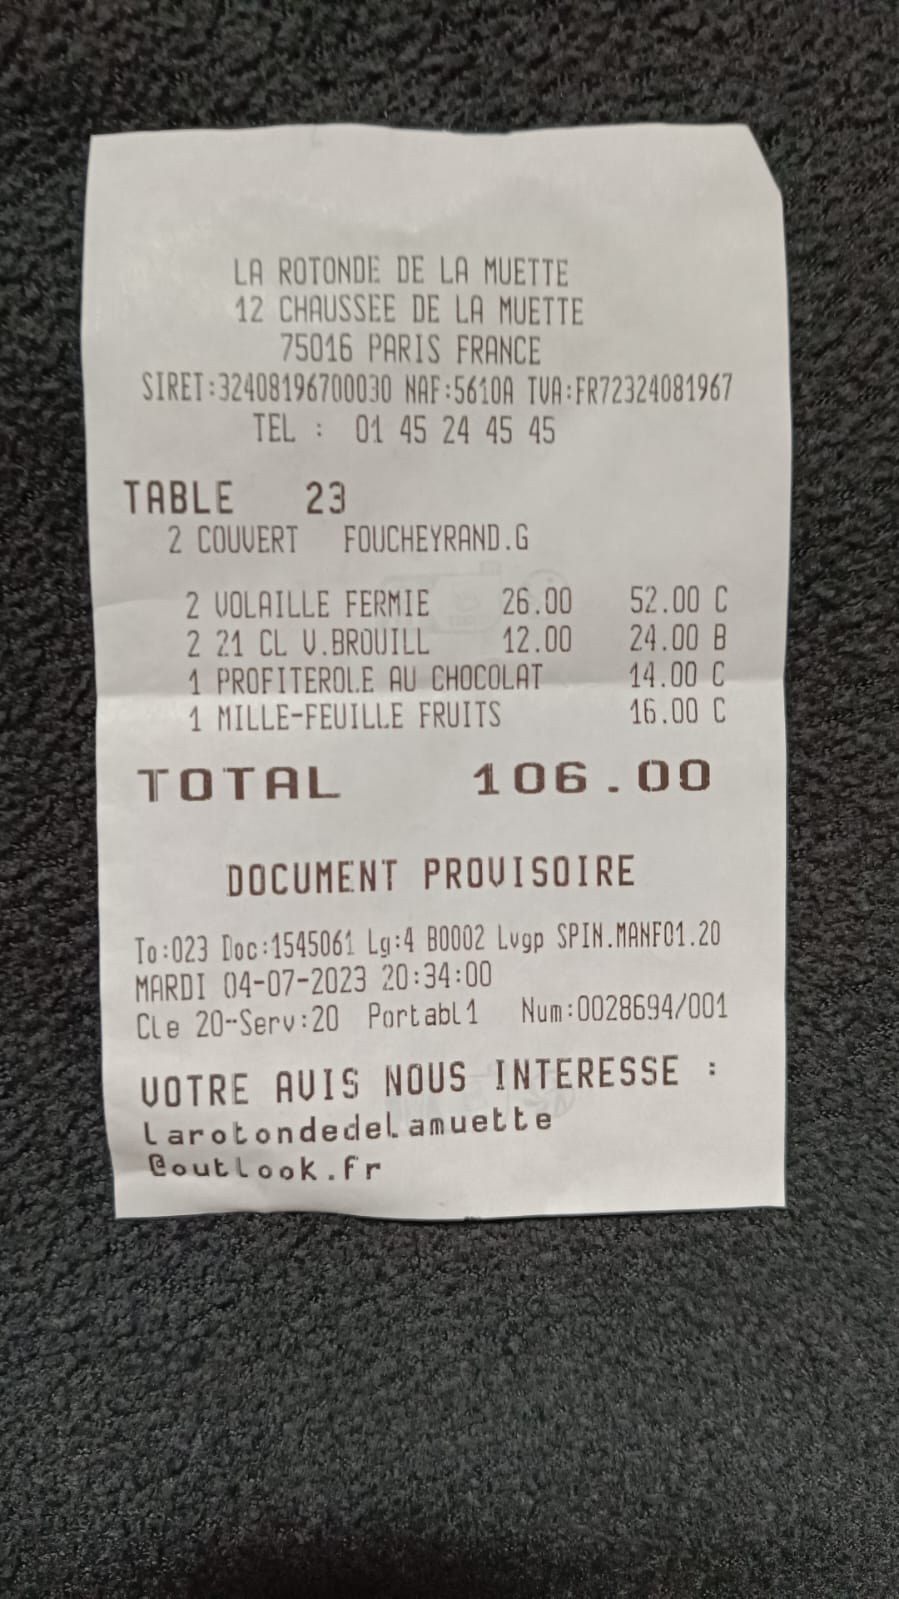 LA ROTONDE DE LA MUETTE
12 CHAUSSEE DE LA MUETTE
75016 PARIS FRANCE
SIRET:32408196700030 NAF:5610A TVA:FR72324081967
TEL : 01 45 24 45 45
TABLE 23
2 COUVERT FOUCHEYRAND.G
2 VOLAILLE FERMIE 26.00 52.00 C
2 21 CL V.BROUILL 12.00 24.00 B
1 PROFITEROLE AU CHOCOLAT 14.00 C
1 MILLE-FEUILLE FRUITS 16.00 C
TOTAL 106.00
DOCUMENT PROVISOIRE
To:023 Doc:1545061 Lg:4 B0002 Lvgp SPIN.MANF01.20
MARDI 04-07-2023 20:34:00
Cle 20-Serv:20 Portabl1 Num:0028694/001
VOTRE AVIS NOUS INTERESSE :
larotondedelamuette
@outlook.fr